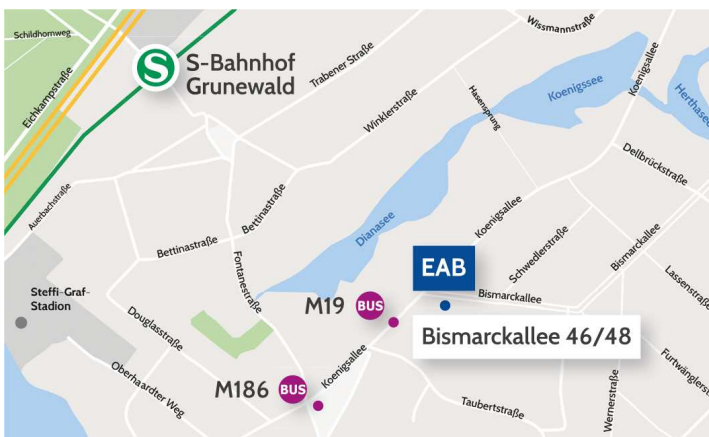 Wissmannstraße
Schildhornweg
Eichkampstraße
S
S-Bahnhof
Grunewald
Trabener Straße
Koenigsallee
Koenigssee
Herthasee
Hasensprung
Winklerstraße
Dellbrückstraße
Auerbachstraße
Bettinastraße
Bettinastraße
Dianasee
Koenigsallee
Schwedlerstraße
Bismarckallee
Lassenstraße
Fontanestraße
EAB
Bismarckallee
Steffi-Graf-
Stadion
Douglasstraße
M19 BUS
Bismarckallee 46/48
Oberhaardter Weg
M186 BUS
Koenigsallee
Taubertstraße
Wernerstraße
Furtwänglerst